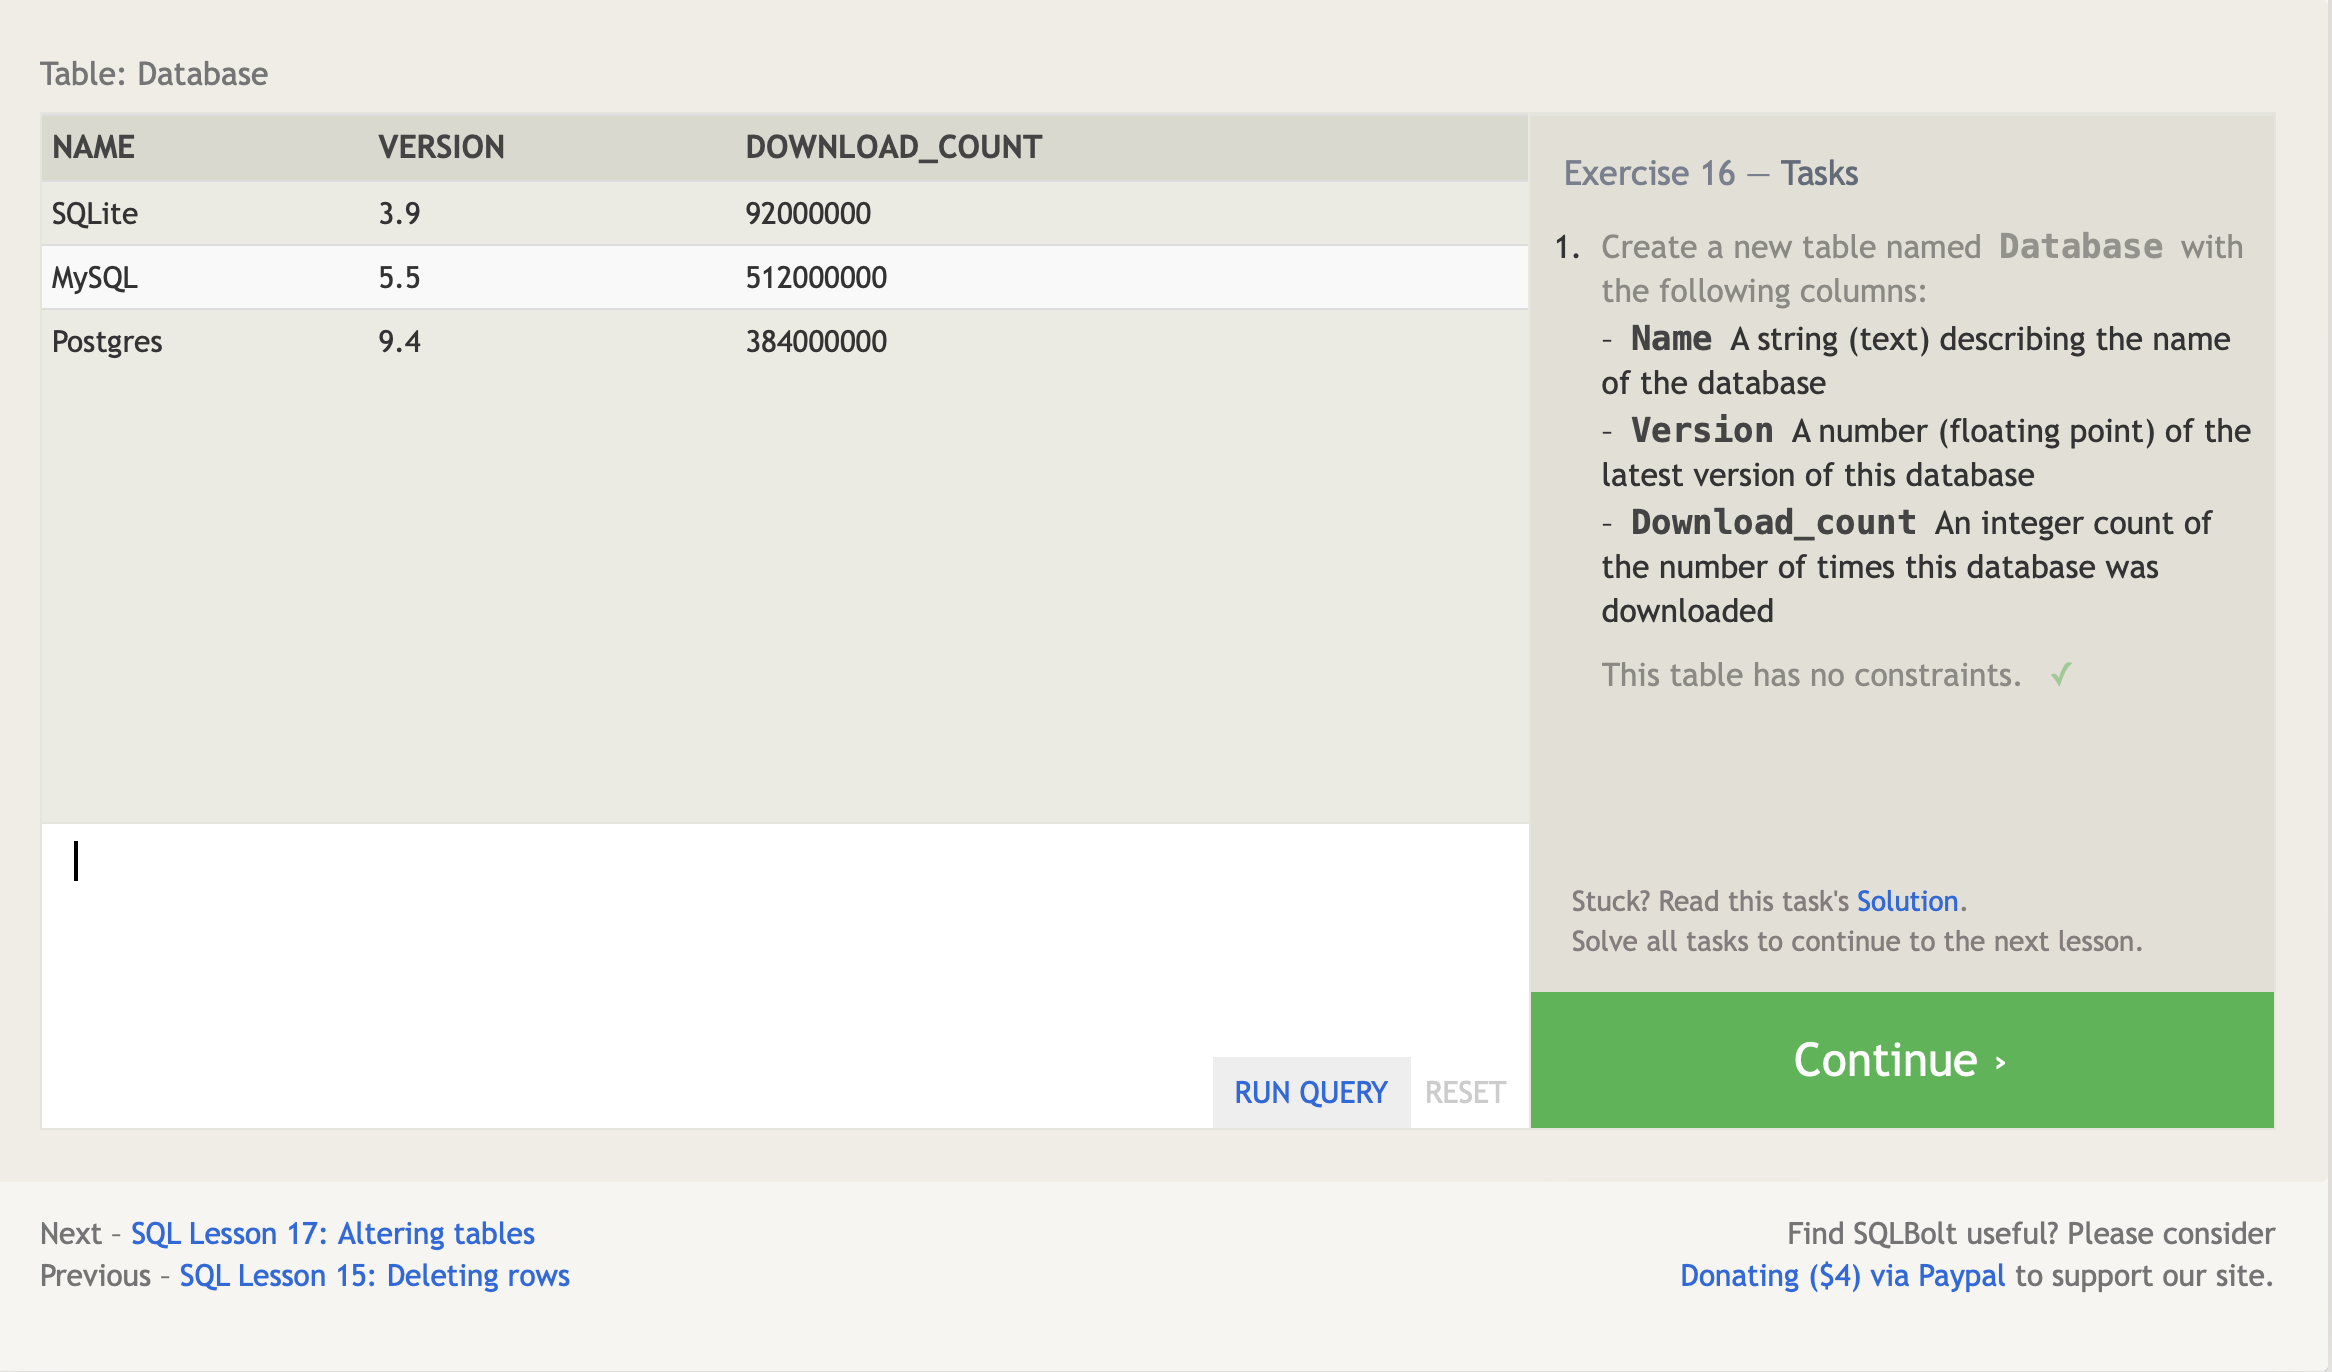 Table: Database
NAME VERSION DOWNLOAD_COUNT
SQLite 3.9 92000000
MySQL 5.5 512000000
Postgres 9.4 384000000
RUN QUERY RESET
Exercise 16 — Tasks
1. Create a new table named Database with
the following columns:
– Name A string (text) describing the name
of the database
– Version A number (floating point) of the
latest version of this database
– Download_count An integer count of
the number of times this database was
downloaded
This table has no constraints. ✓
Stuck? Read this task's Solution.
Solve all tasks to continue to the next lesson.
Continue ›
Next – SQL Lesson 17: Altering tables
Previous – SQL Lesson 15: Deleting rows
Find SQLBolt useful? Please consider
Donating ($4) via Paypal to support our site.